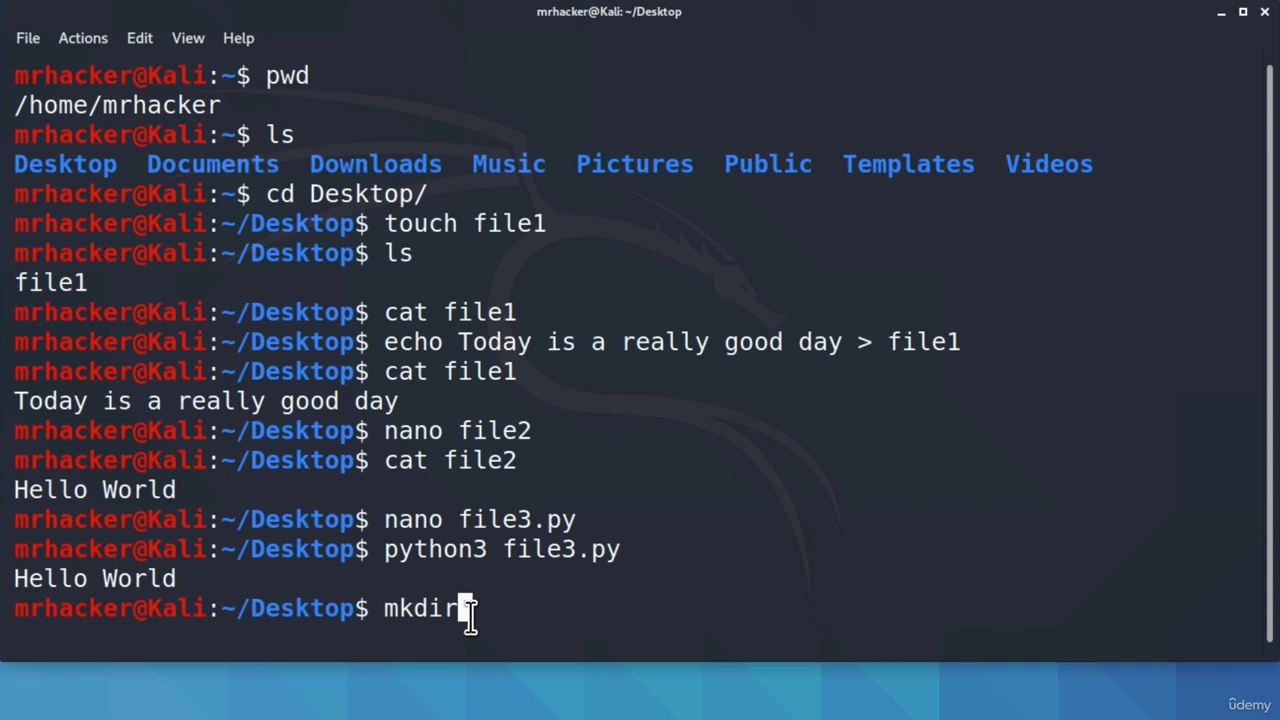 mrhacker@Kali: ~/Desktop
File Actions Edit View Help
mrhacker@Kali:~$ pwd
/home/mrhacker
mrhacker@Kali:~$ ls
Desktop Documents Downloads Music Pictures Public Templates Videos
mrhacker@Kali:~$ cd Desktop/
mrhacker@Kali:~/Desktop$ touch file1
mrhacker@Kali:~/Desktop$ ls
file1
mrhacker@Kali:~/Desktop$ cat file1
mrhacker@Kali:~/Desktop$ echo Today is a really good day > file1
mrhacker@Kali:~/Desktop$ cat file1
Today is a really good day
mrhacker@Kali:~/Desktop$ nano file2
mrhacker@Kali:~/Desktop$ cat file2
Hello World
mrhacker@Kali:~/Desktop$ nano file3.py
mrhacker@Kali:~/Desktop$ python3 file3.py
Hello World
mrhacker@Kali:~/Desktop$ mkdir
ûdemy